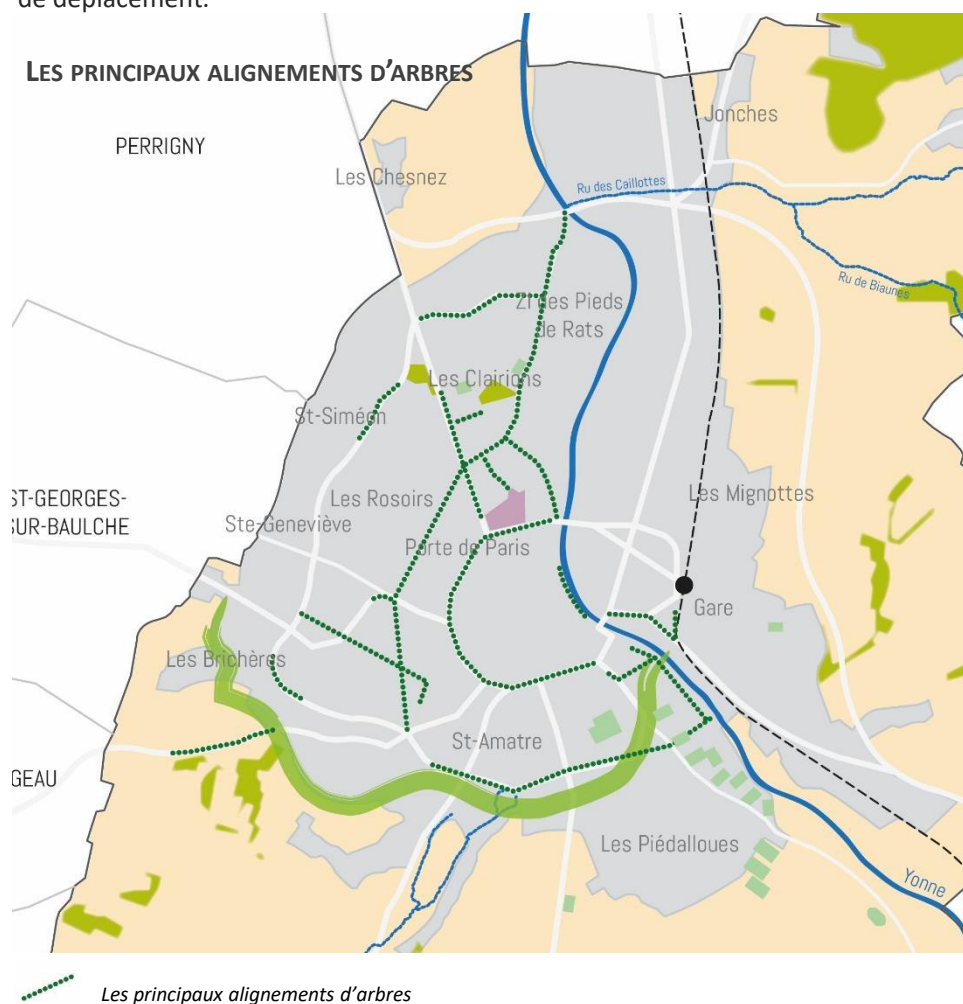 de déplacement.
LES PRINCIPAUX ALIGNEMENTS D'ARBRES
Jonches
PERRIGNY
Les Chesnez
Ru des Caillottes
Ru de Biaunes
ZI des Pieds
de Rats
Les Clairions
St-Siméon
Les Rosoirs
Les Mignottes
ST-GEORGES-
SUR-BAULCHE
Ste-Geneviève
Porte de Paris
Gare
Les Brichères
St-Amatre
GEAU
Les Piédalloues
Yonne
Les principaux alignements d'arbres